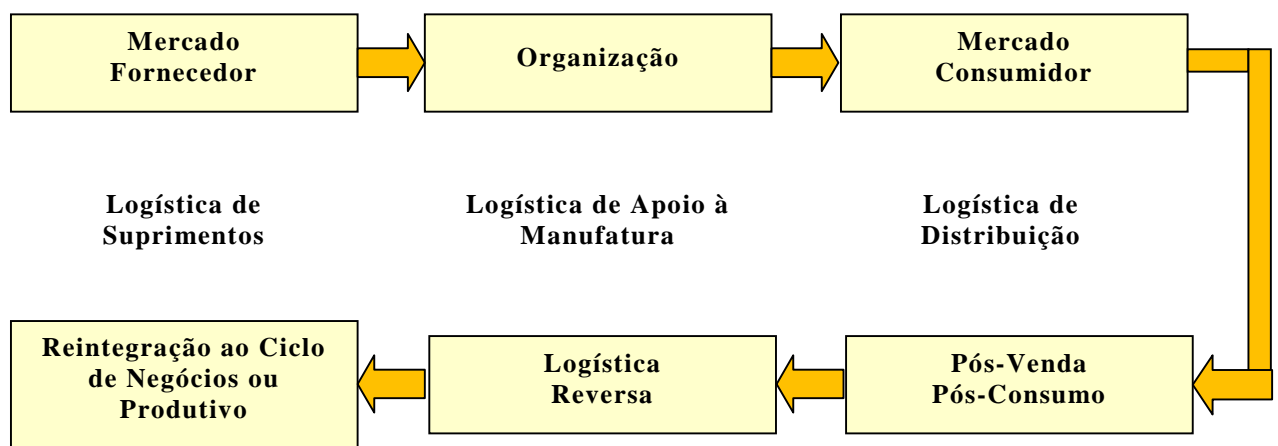 Mercado
Fornecedor
Organização
Mercado
Consumidor
Logística de
Suprimentos
Logística de Apoio à
Manufatura
Logística de
Distribuição
Reintegração ao Ciclo
de Negócios ou
Produtivo
Logística
Reversa
Pós-Venda
Pós-Consumo